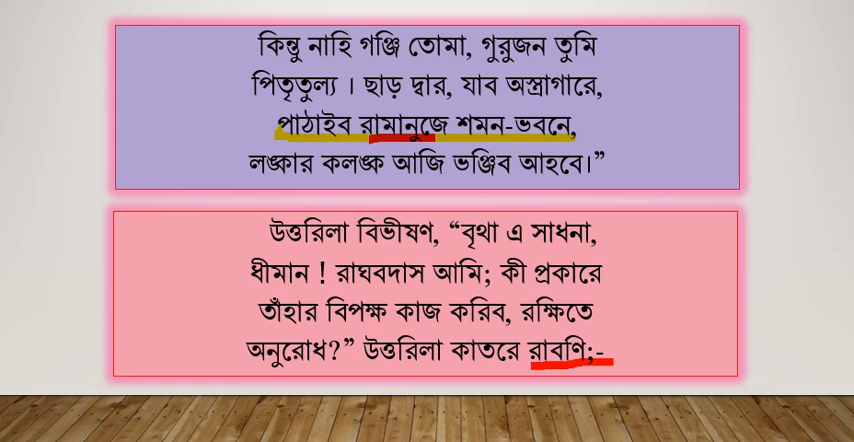 কিন্তু নাহি গঞ্জি তোমা, গুরুজন তুমি
পিতৃতুল্য । ছাড় দ্বার, যাব অস্ত্রাগারে,
পাঠাইব রামানুজে শমন-ভবনে,
লঙ্কার কলঙ্ক আজি ভঞ্জিব আহবে।”
উত্তরিলা বিভীষণ, “বৃথা এ সাধনা,
ধীমান ! রাঘবদাস আমি; কী প্রকারে
তাঁহার বিপক্ষ কাজ করিব, রক্ষিতে
অনুরোধ?” উত্তরিলা কাতরে রাবণি;-